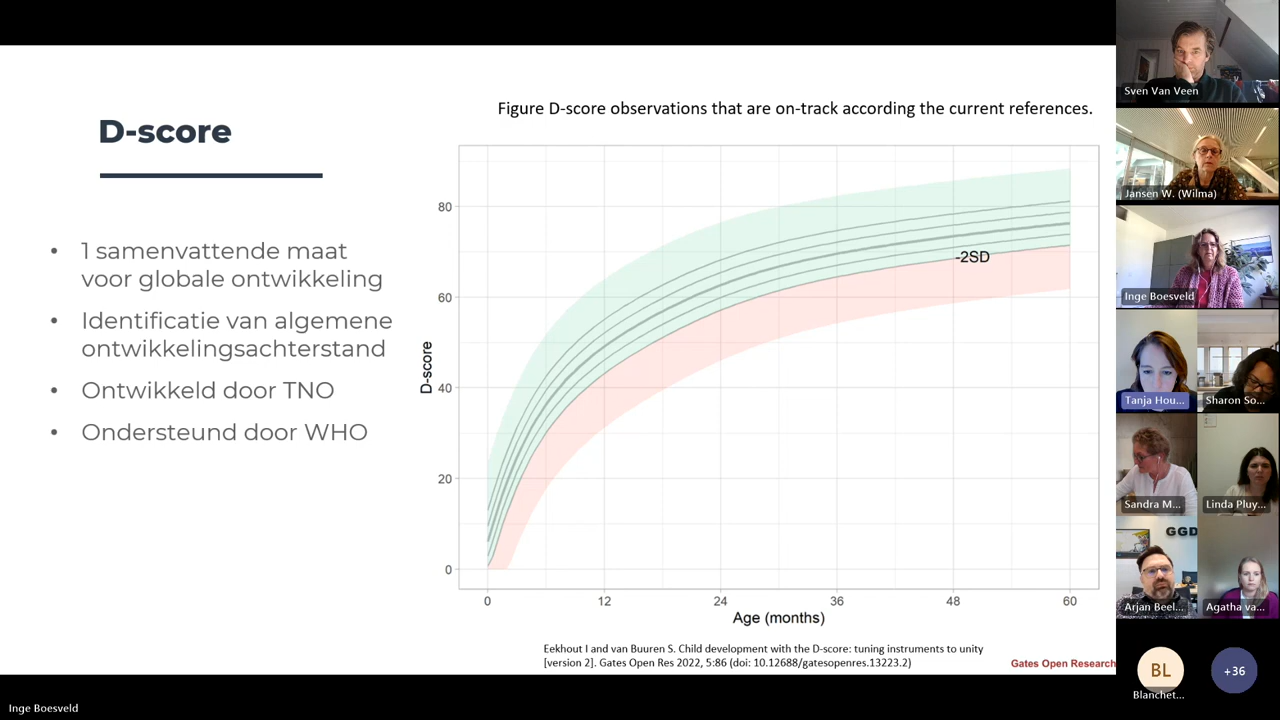 D-score
• 1 samenvattende maat
voor globale ontwikkeling
• Identificatie van algemene
ontwikkelingsachterstand
• Ontwikkeld door TNO
• Ondersteund door WHO
Figure D-score observations that are on-track according the current references.
D-score
80
60
40
20
0
-2SD
0 12 24 36 48 60
Age (months)
Eekhout I and van Buuren S. Child development with the D-score: tuning instruments to unity
[version 2]. Gates Open Res 2022, 5:86 (doi: 10.12688/gatesopenres.13223.2)
Gates Open Research
Inge Boesveld
Sven Van Veen
Jansen W. (Wilma)
Inge Boesveld
Tanja Hou...
Sharon So...
Sandra M...
Linda Pluy...
GGD
Arjan Beel...
Agatha va...
BL
Blanchet...
+36